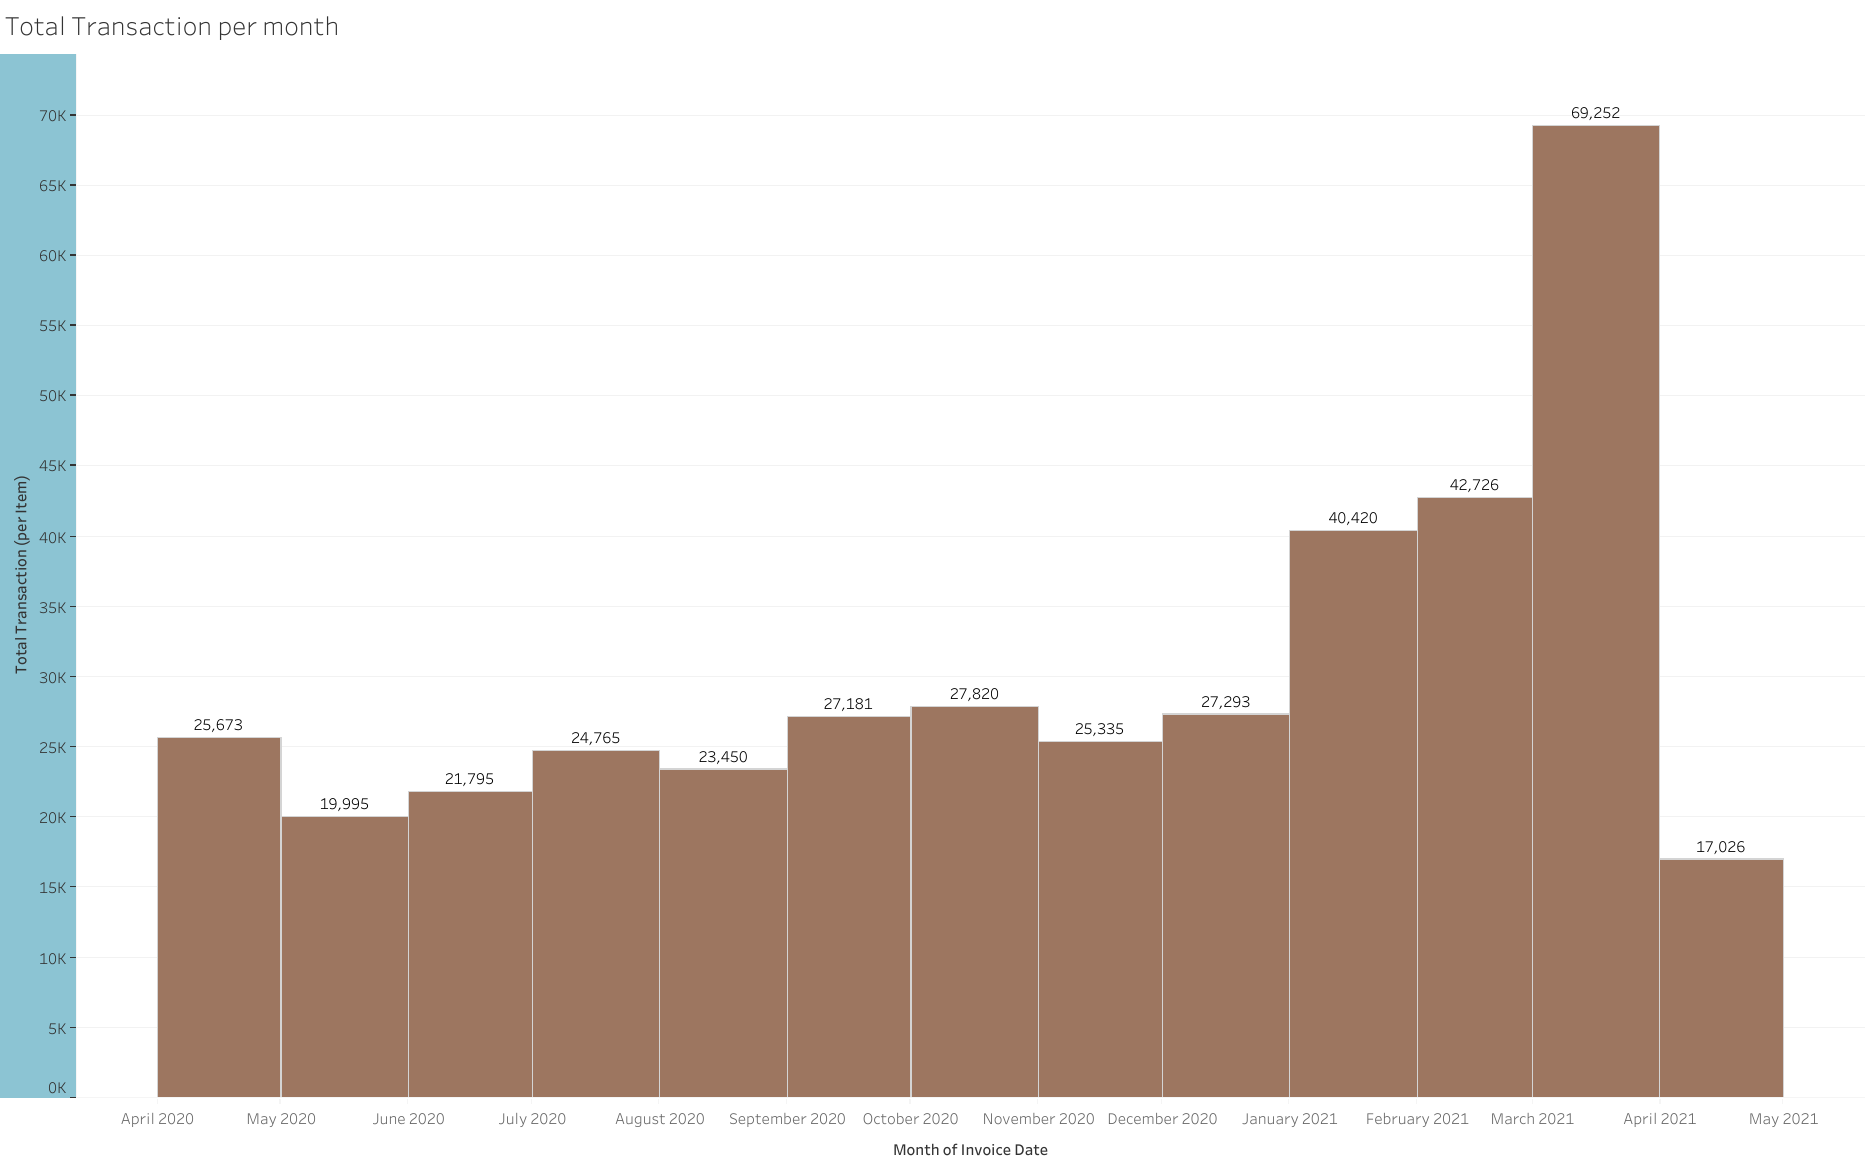 Total Transaction per month
Total Transaction (per Item)
70K
65K
60K
55K
50K
45K
40K
35K
30K
25K
20K
15K
10K
5K
0K
25,673
19,995
21,795
24,765
23,450
27,181
27,820
25,335
27,293
40,420
42,726
69,252
17,026
April 2020
May 2020
June 2020
July 2020
August 2020
September 2020
October 2020
November 2020
December 2020
January 2021
February 2021
March 2021
April 2021
May 2021
Month of Invoice Date